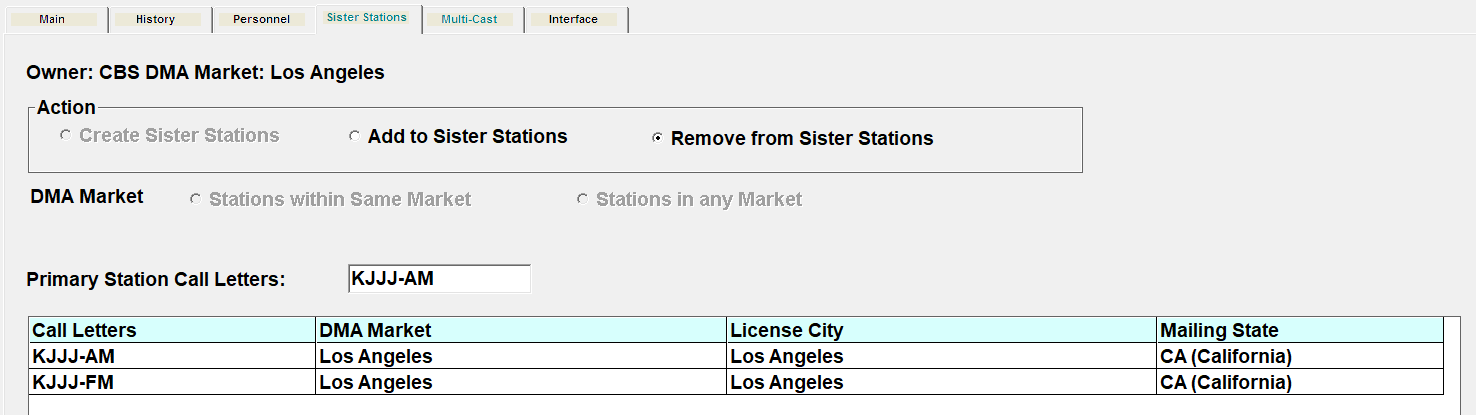 Main History Personnel Sister Stations Multi-Cast Interface
Owner: CBS DMA Market: Los Angeles
Action
Create Sister Stations Add to Sister Stations Remove from Sister Stations
DMA Market Stations within Same Market Stations in any Market
Primary Station Call Letters: KJJJ-AM
Call Letters DMA Market License City Mailing State
KJJJ-AM Los Angeles Los Angeles CA (California)
KJJJ-FM Los Angeles Los Angeles CA (California)